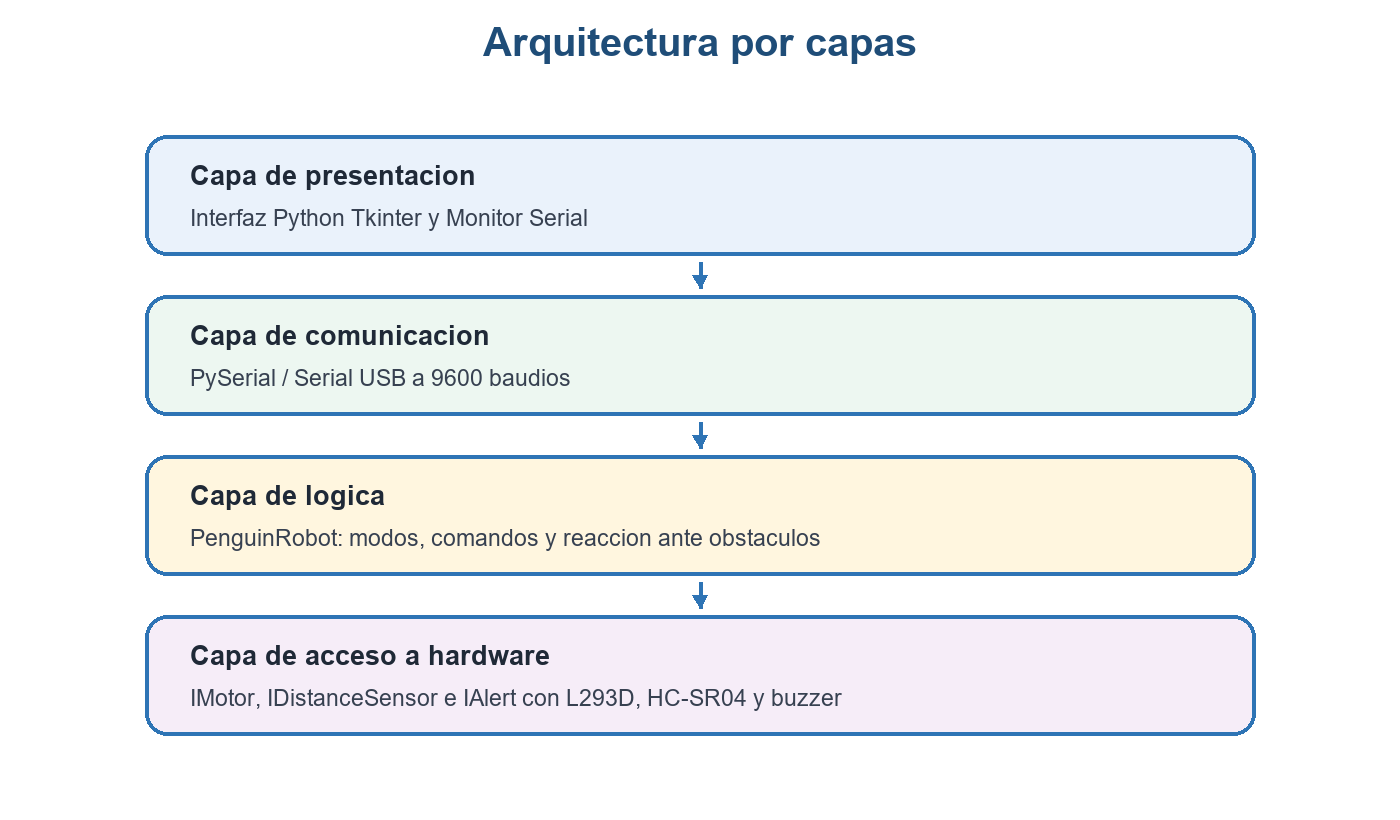 Arquitectura por capas
Capa de presentacion
Interfaz Python Tkinter y Monitor Serial
Capa de comunicacion
PySerial / Serial USB a 9600 baudios
Capa de logica
PenguinRobot: modos, comandos y reaccion ante obstaculos
Capa de acceso a hardware
IMotor, IDistanceSensor e IAlert con L293D, HC-SR04 y buzzer